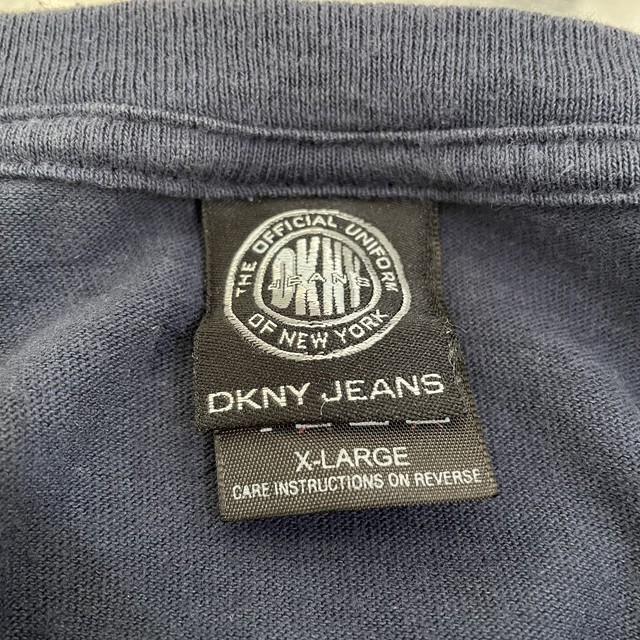 THE OFFICIAL UNIFORM
DKNY
JEANS
OF NEW YORK
DKNY JEANS
X-LARGE
CARE INSTRUCTIONS ON REVERSE